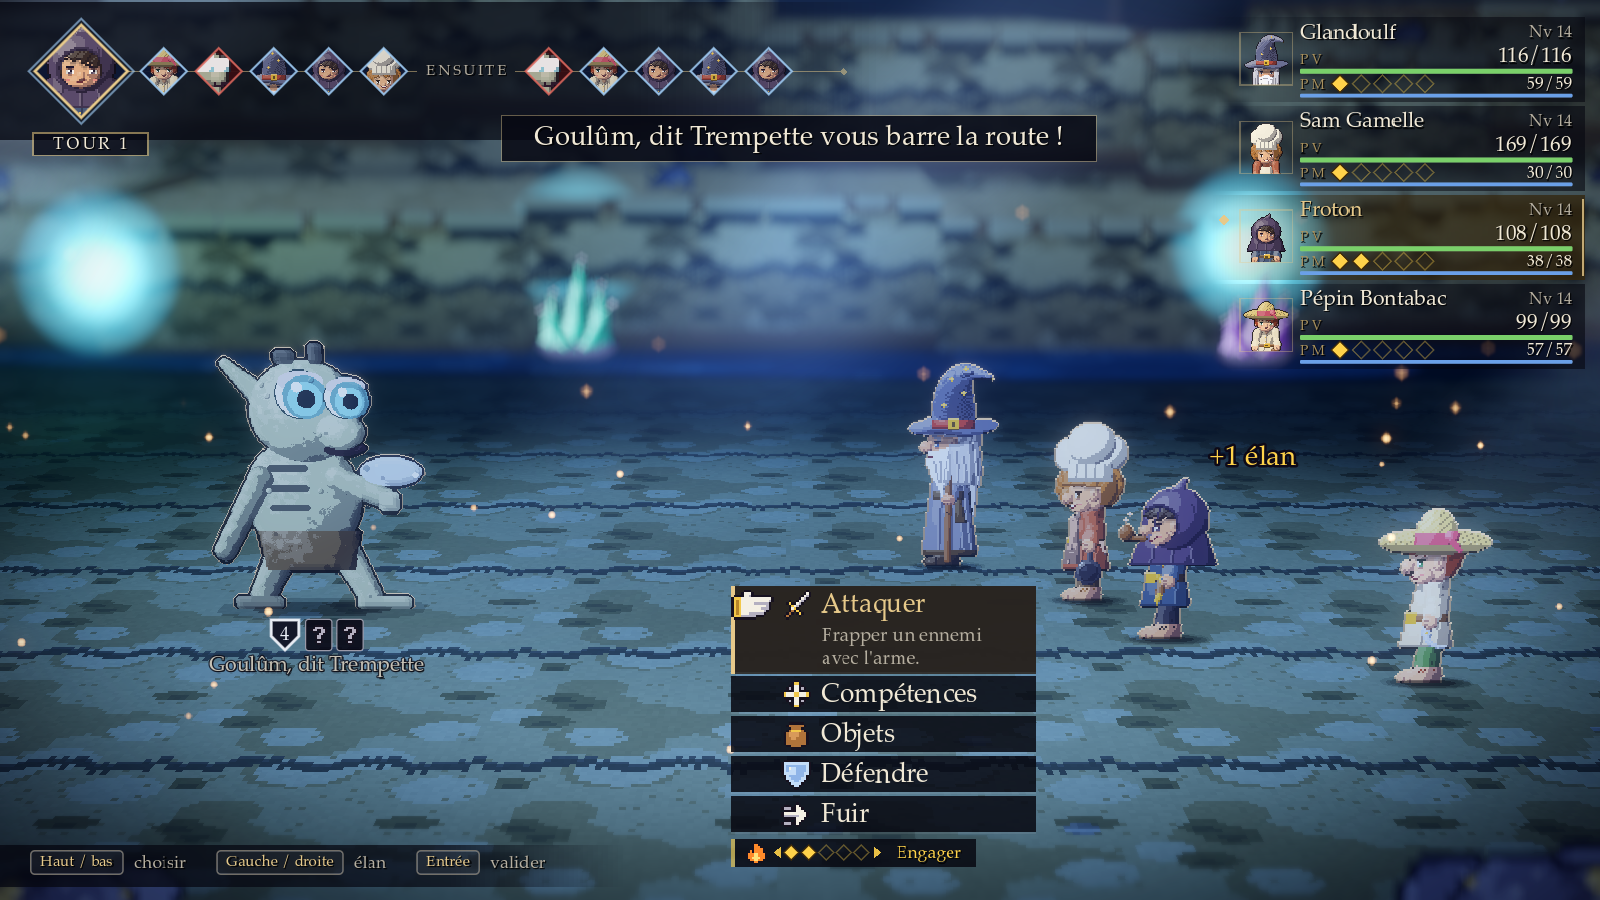 ENSUITE
TOUR 1
Goulûm, dit Trempette vous barre la route !
Glandoulf Nv 14
PV 116/116
PM 59/59
Sam Gamelle Nv 14
PV 169/169
PM 30/30
Froton Nv 14
PV 108/108
PM 38/38
Pépin Bontabac Nv 14
PV 99/99
PM 57/57
+1 élan
4 ? ?
Goulûm, dit Trempette
Attaquer
Frapper un ennemi
avec l'arme.
Compétences
Objets
Défendre
Fuir
Engager
Haut / bas choisir Gauche / droite élan Entrée valider